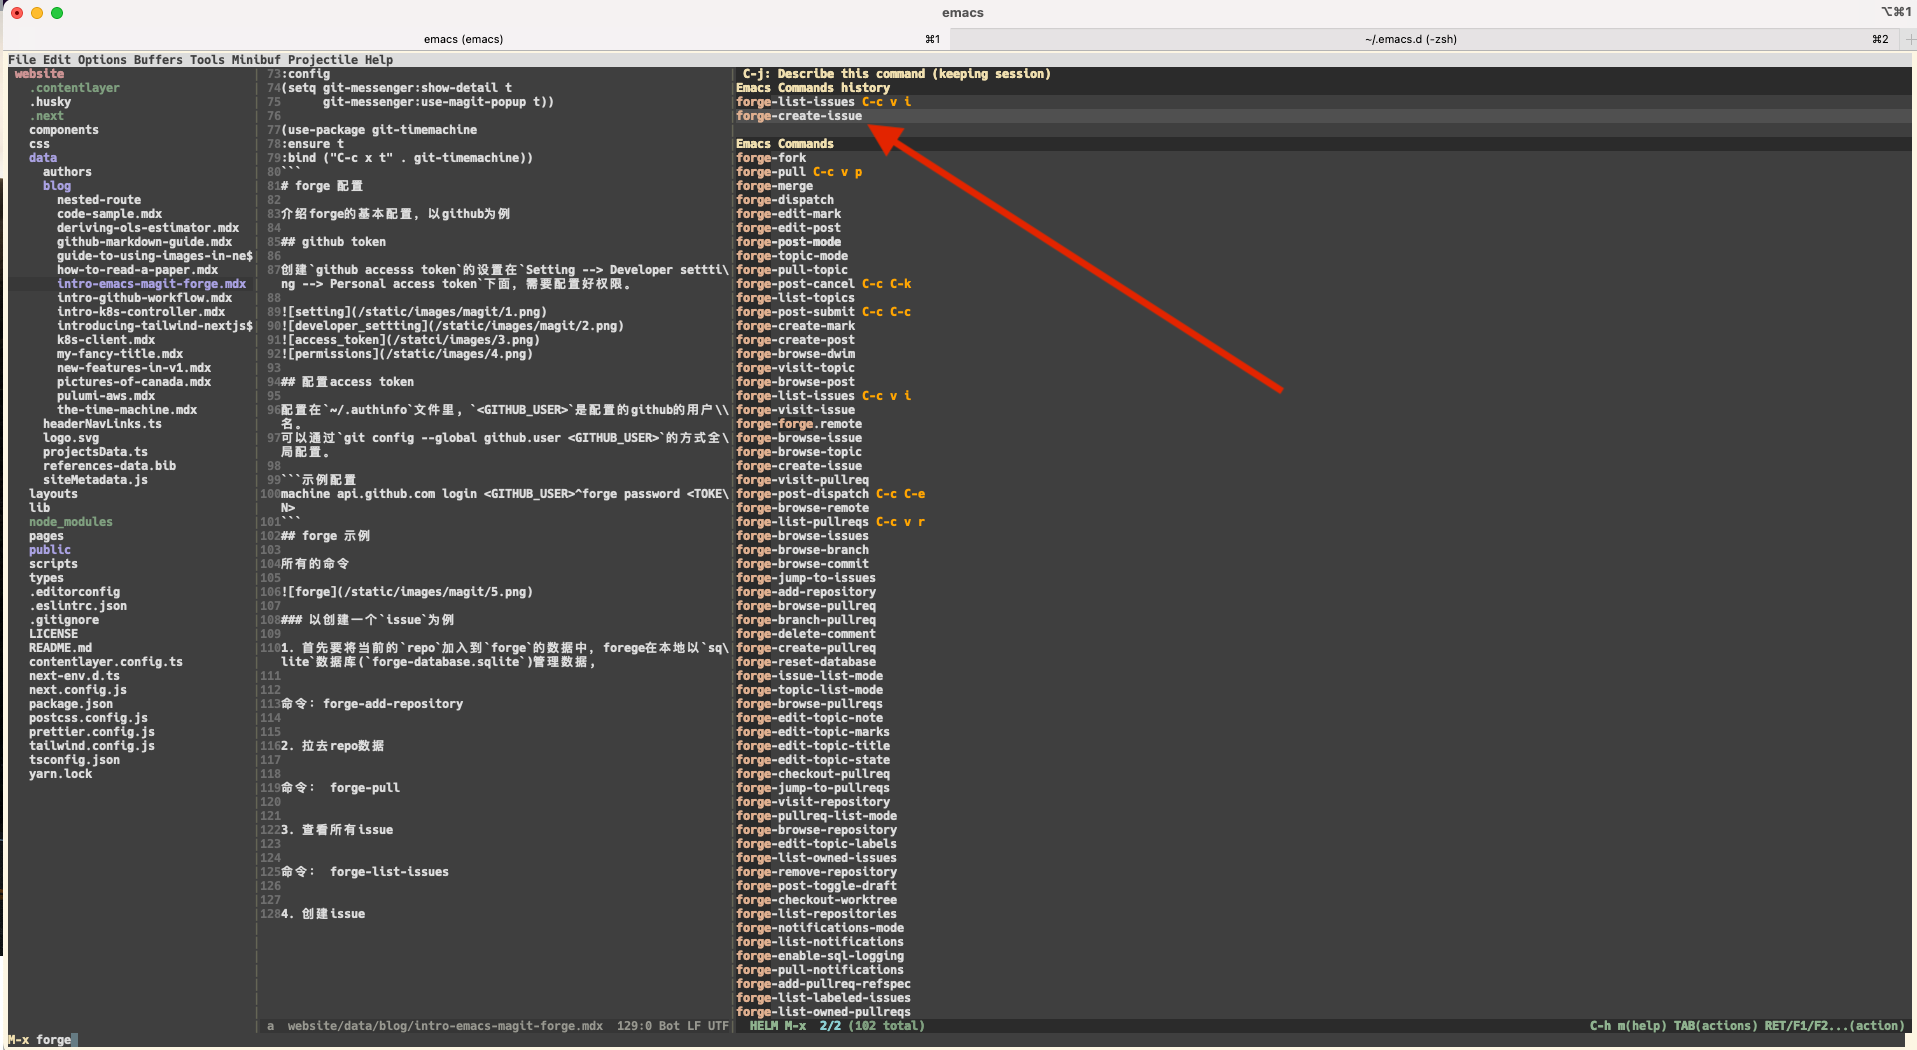 emacs
⌥⌘1
emacs (emacs)
⌘1
~/.emacs.d (-zsh)
⌘2
File Edit Options Buffers Tools Minibuf Projectile Help
website
.contentlayer
.husky
.next
components
css
data
authors
blog
nested-route
code-sample.mdx
deriving-ols-estimator.mdx
github-markdown-guide.mdx
guide-to-using-images-in-ne$
how-to-read-a-paper.mdx
intro-emacs-magit-forge.mdx
intro-github-workflow.mdx
intro-k8s-controller.mdx
introducing-tailwind-nextjs$
k8s-client.mdx
my-fancy-title.mdx
new-features-in-v1.mdx
pictures-of-canada.mdx
pulumi-aws.mdx
the-time-machine.mdx
headerNavLinks.ts
logo.svg
projectsData.ts
references-data.bib
siteMetadata.js
layouts
lib
node_modules
pages
public
scripts
types
.editorconfig
.eslintrc.json
.gitignore
LICENSE
README.md
contentlayer.config.ts
next-env.d.ts
next.config.js
package.json
postcss.config.js
prettier.config.js
tailwind.config.js
tsconfig.json
yarn.lock
73 :config
74 (setq git-messenger:show-detail t
75 git-messenger:use-magit-popup t))
76
77 (use-package git-timemachine
78 :ensure t
79 :bind ("C-c x t" . git-timemachine))
80 ```
81 # forge 配置
82
83 介绍forge的基本配置, 以github为例
84
85 ## github token
86
87 创建`github accesss token`的设置在`Setting --> Developer settti\
ng --> Personal access token`下面, 需要配置好权限。
88
89 ![setting](/static/images/magit/1.png)
90 ![developer_settting](/static/images/magit/2.png)
91 ![access_token](/statci/images/3.png)
92 ![permissions](/static/images/4.png)
93
94 ## 配置access token
95
96 配置在`~/.authinfo`文件里, `<GITHUB_USER>`是配置的github的用户\\
名。
97 可以通过`git config --global github.user <GITHUB_USER>`的方式全\
局配置。
98
99 ```示例配置
100 machine api.github.com login <GITHUB_USER>^forge password <TOKE\
N>
101 ```
102 ## forge 示例
103
104 所有的命令
105
106 ![forge](/static/images/magit/5.png)
107
108 ### 以创建一个`issue`为例
109
110 1. 首先要将当前的`repo`加入到`forge`的数据中, forege在本地以`sq\
lite`数据库(`forge-database.sqlite`)管理数据,
111
112
113 命令: forge-add-repository
114
115
116 2. 拉去repo数据
117
118
119 命令: forge-pull
120
121
122 3. 查看所有issue
123
124
125 命令: forge-list-issues
126
127
128 4. 创建issue
a website/data/blog/intro-emacs-magit-forge.mdx 129:0 Bot LF UTF
C-j: Describe this command (keeping session)
Emacs Commands history
forge-list-issues C-c v i
forge-create-issue
Emacs Commands
forge-fork
forge-pull C-c v p
forge-merge
forge-dispatch
forge-edit-mark
forge-edit-post
forge-post-mode
forge-topic-mode
forge-pull-topic
forge-post-cancel C-c C-k
forge-list-topics
forge-post-submit C-c C-c
forge-create-mark
forge-create-post
forge-browse-dwim
forge-visit-topic
forge-browse-post
forge-list-issues C-c v i
forge-visit-issue
forge-forge.remote
forge-browse-issue
forge-browse-topic
forge-create-issue
forge-visit-pullreq
forge-post-dispatch C-c C-e
forge-browse-remote
forge-list-pullreqs C-c v r
forge-browse-issues
forge-browse-branch
forge-browse-commit
forge-jump-to-issues
forge-add-repository
forge-browse-pullreq
forge-branch-pullreq
forge-delete-comment
forge-create-pullreq
forge-reset-database
forge-issue-list-mode
forge-topic-list-mode
forge-browse-pullreqs
forge-edit-topic-note
forge-edit-topic-marks
forge-edit-topic-title
forge-edit-topic-state
forge-checkout-pullreq
forge-jump-to-pullreqs
forge-visit-repository
forge-pullreq-list-mode
forge-browse-repository
forge-edit-topic-labels
forge-list-owned-issues
forge-remove-repository
forge-post-toggle-draft
forge-checkout-worktree
forge-list-repositories
forge-notifications-mode
forge-list-notifications
forge-enable-sql-logging
forge-pull-notifications
forge-add-pullreq-refspec
forge-list-labeled-issues
forge-list-owned-pullreqs
HELM M-x 2/2 (102 total)
C-h m(help) TAB(actions) RET/F1/F2...(action)
M-x forge